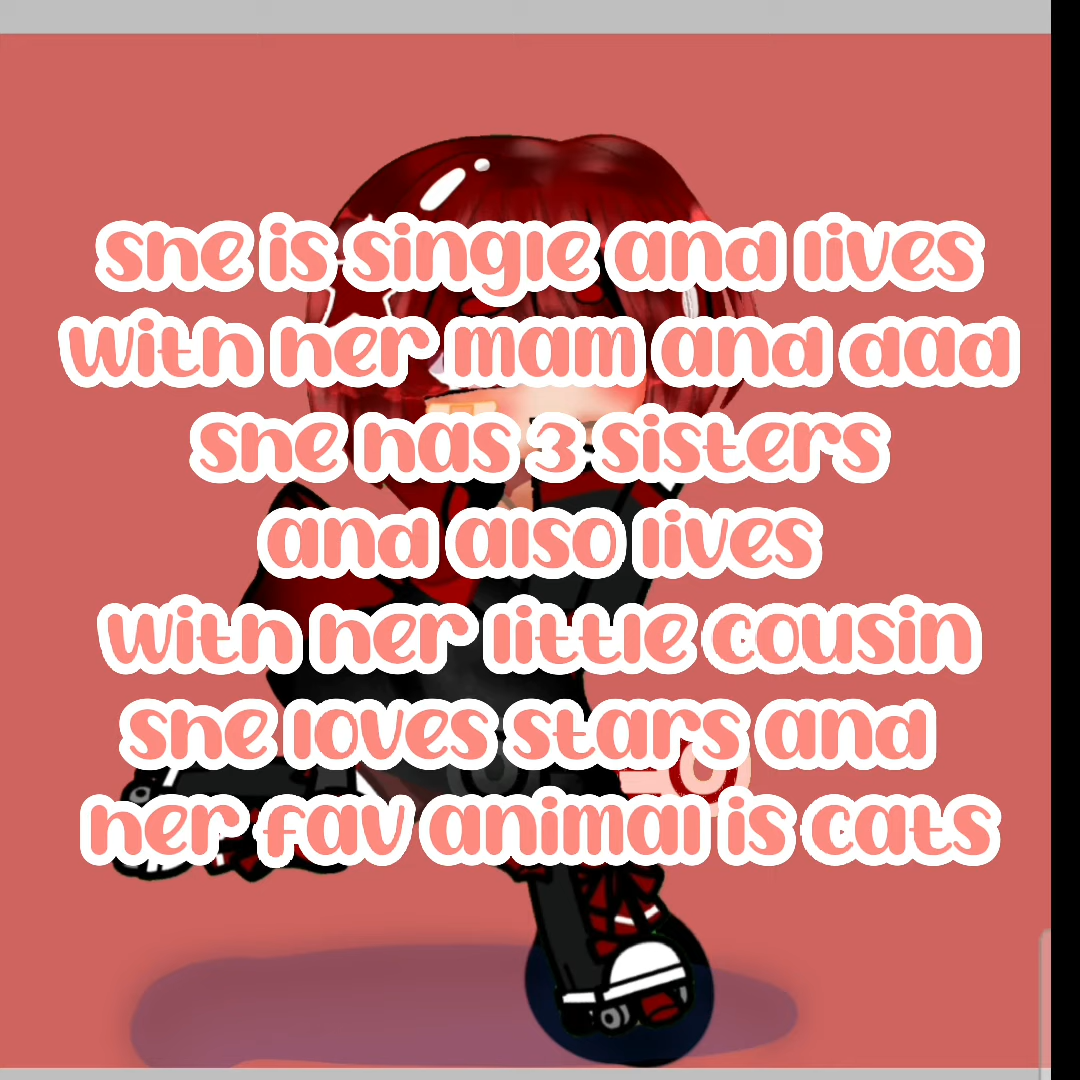 she is single and lives
with her mam and dad
she has 3 sisters
and also lives
with her little cousin
she loves stars and
her fav animal is cats